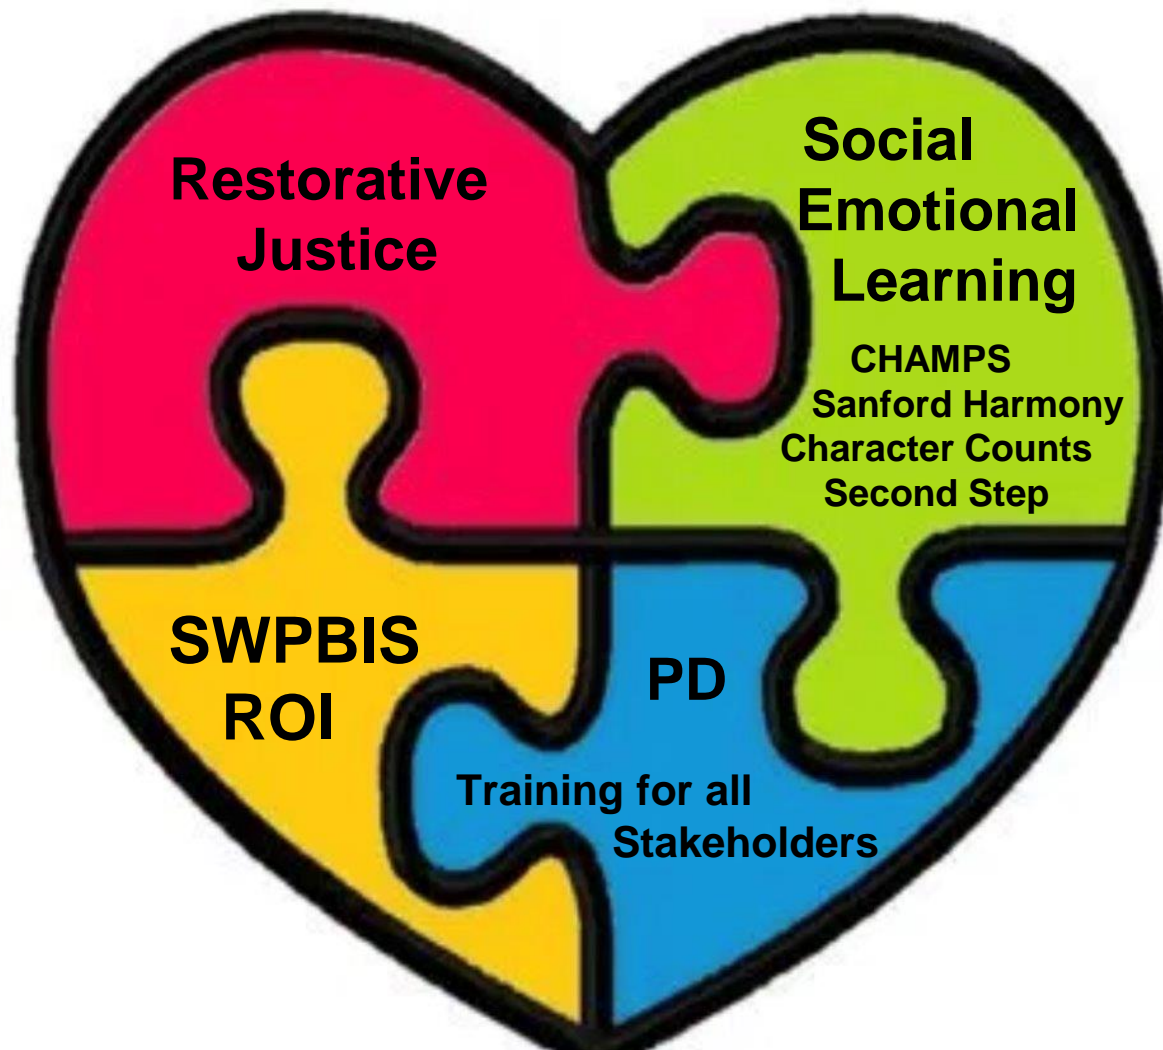 Restorative
Justice
Social
Emotional
Learning
CHAMPS
Sanford Harmony
Character Counts
Second Step
SWPBIS
ROI
PD
Training for all
Stakeholders